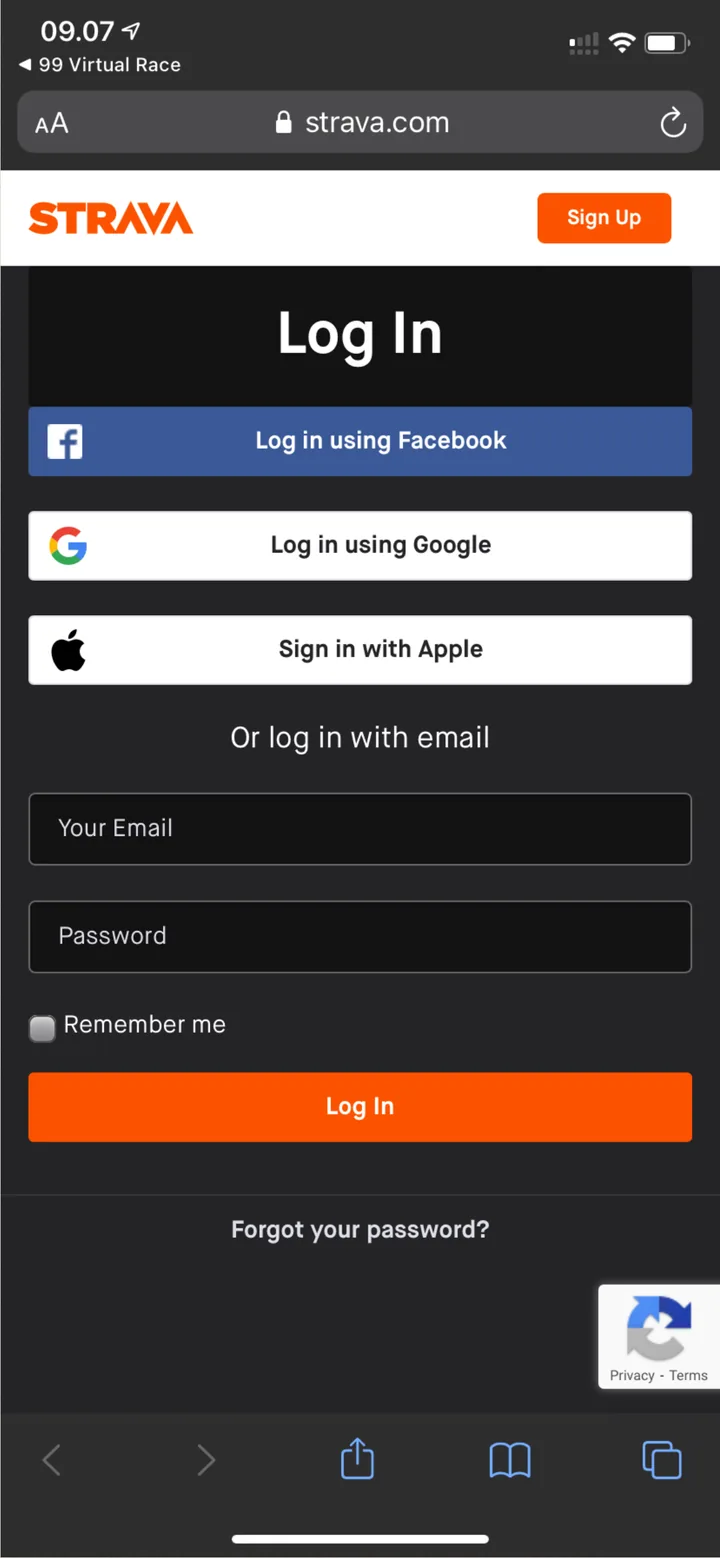 09.07
99 Virtual Race
AA
strava.com
STRAVA
Sign Up
Log In
Log in using Facebook
Log in using Google
Sign in with Apple
Or log in with email
Your Email
Password
Remember me
Log In
Forgot your password?
Privacy - Terms